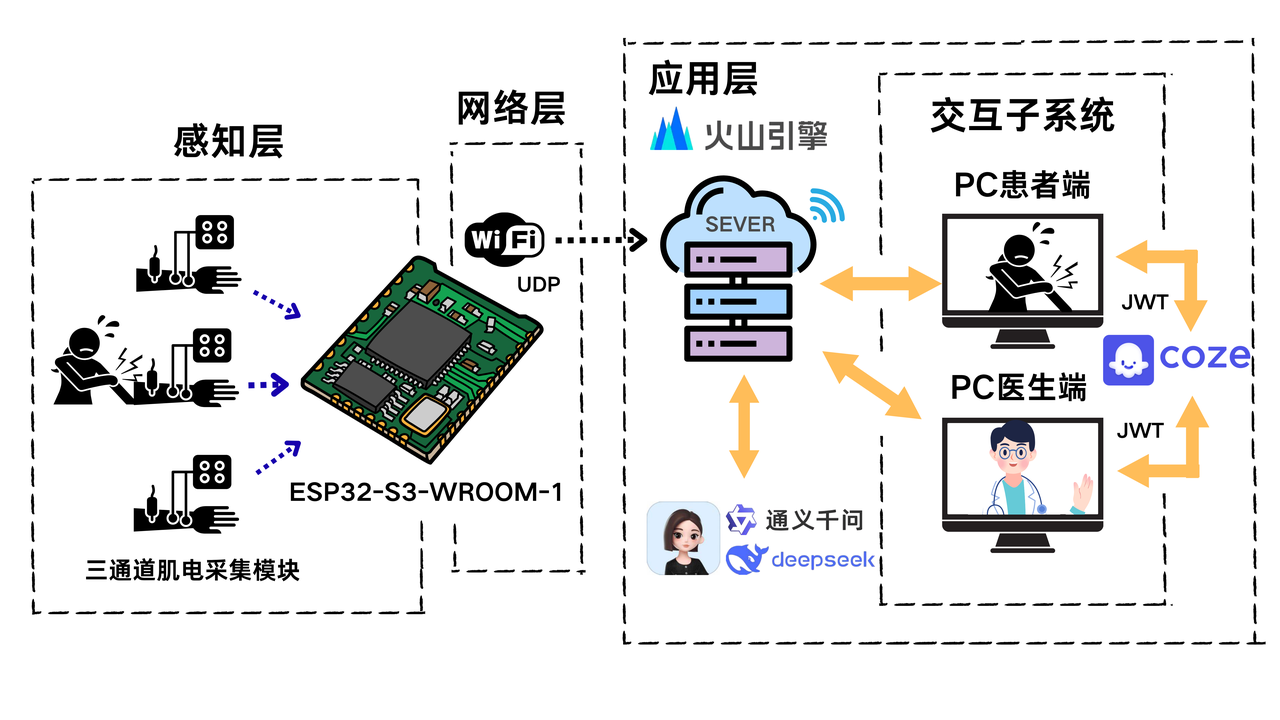 感知层
三通道肌电采集模块
ESP32-S3-WROOM-1
网络层
Wi Fi
UDP
应用层
火山引擎
SEVER
通义千问
deepseek
交互子系统
PC患者端
JWT
coze
PC医生端
JWT